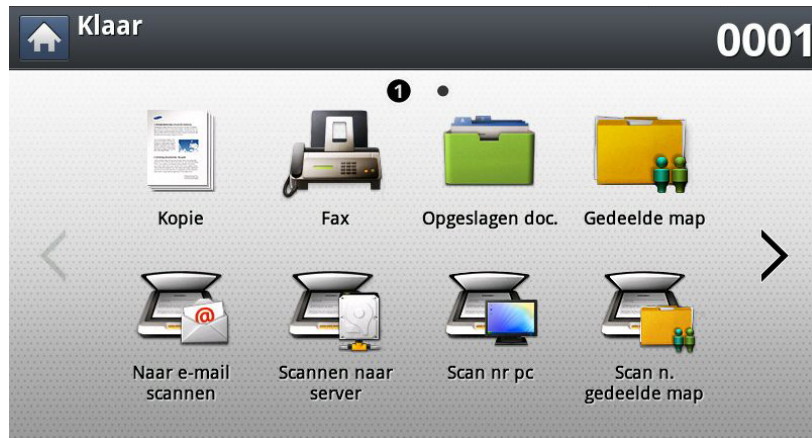 Klaar
0001
1
Kopie
Fax
Opgeslagen doc.
Gedeelde map
Naar e-mail
scannen
Scannen naar
server
Scan nr pc
Scan n.
gedeelde map